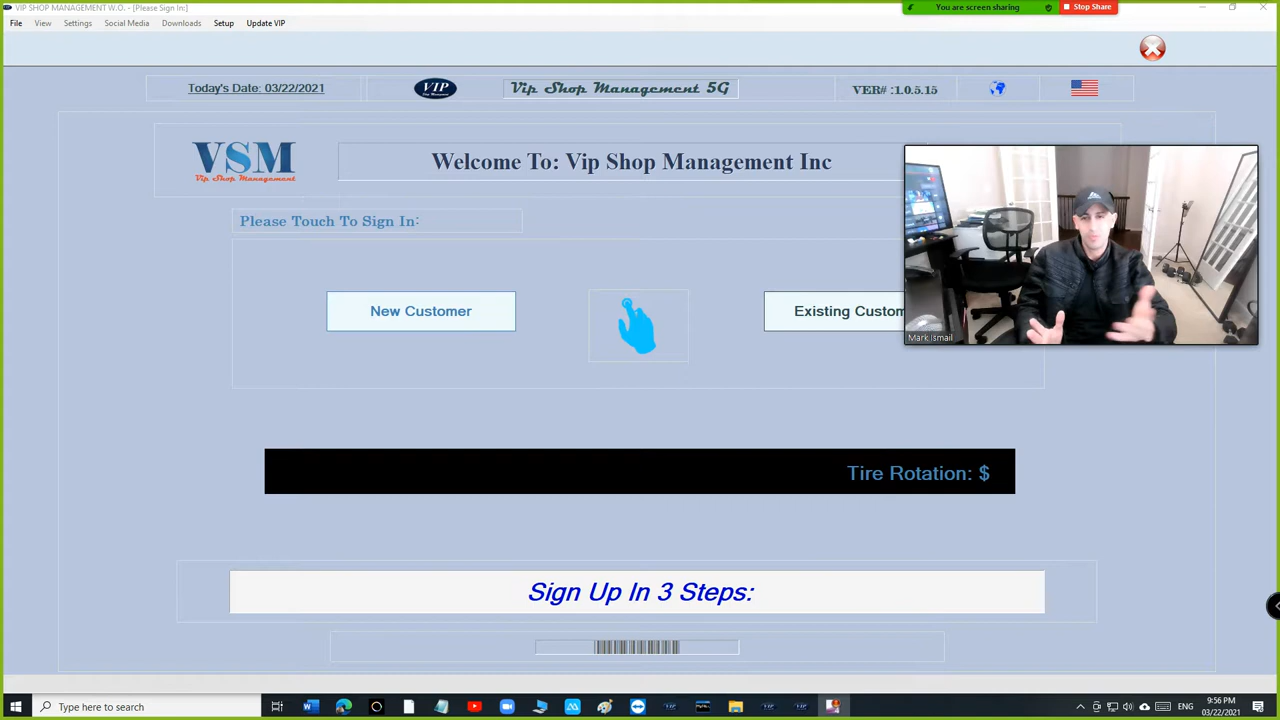 VIP SHOP MANAGEMENT W.O. - [Please Sign In:]
You are screen sharing
Stop Share
File View Settings Social Media Downloads Setup Update VIP
Today's Date: 03/22/2021
VIP
Vip Shop Management 5G
VER# :1.0.5.15
VSM
Vip Shop Management
Welcome To: Vip Shop Management Inc
Please Touch To Sign In:
New Customer
Existing Custom
Mark Ismail
Tire Rotation: $
Sign Up In 3 Steps:
Type here to search
ENG
9:56 PM
03/22/2021